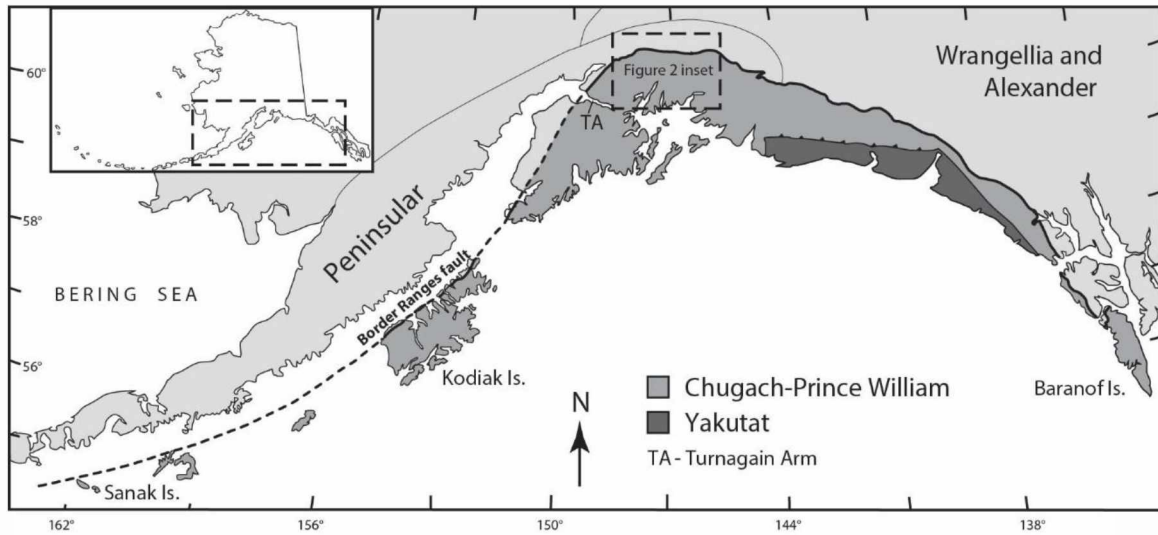 60°
58°
56°
Wrangellia and
Alexander
Figure 2 inset
TA
Peninsular
Border Ranges fault
BERING SEA
Kodiak Is.
Sanak Is.
Baranof Is.
N
Chugach-Prince William
Yakutat
TA - Turnagain Arm
162°
156°
150°
144°
138°